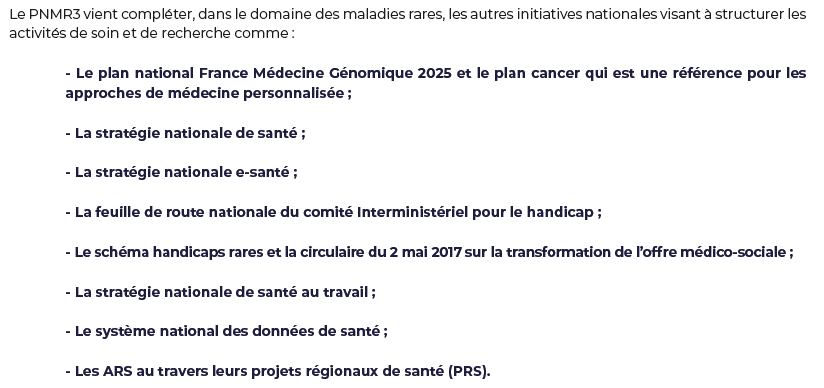 Le PNMR3 vient compléter, dans le domaine des maladies rares, les autres initiatives nationales visant à structurer les
activités de soin et de recherche comme :
- Le plan national France Médecine Génomique 2025 et le plan cancer qui est une référence pour les
approches de médecine personnalisée ;
- La stratégie nationale de santé ;
- La stratégie nationale e-santé ;
- La feuille de route nationale du comité Interministériel pour le handicap ;
- Le schéma handicaps rares et la circulaire du 2 mai 2017 sur la transformation de l’offre médico-sociale ;
- La stratégie nationale de santé au travail ;
- Le système national des données de santé ;
- Les ARS au travers leurs projets régionaux de santé (PRS).